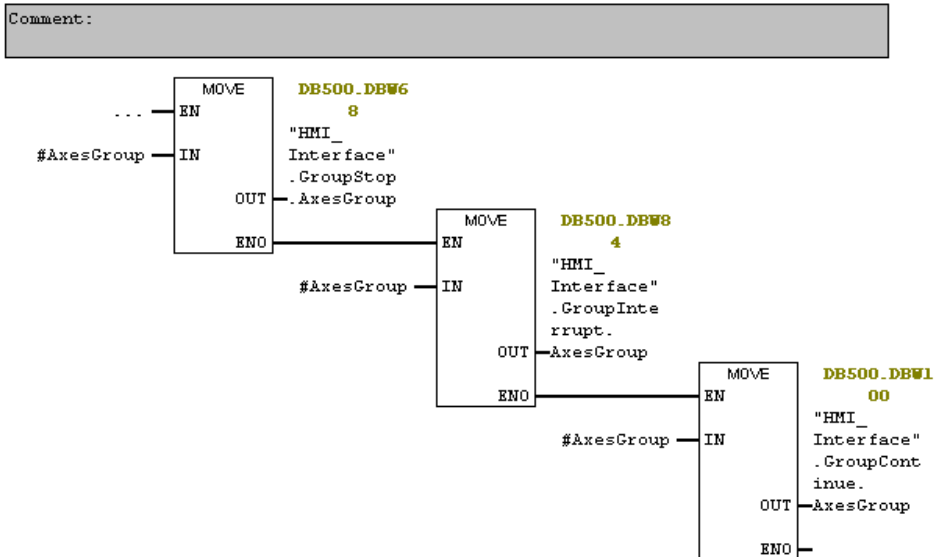 Comment:
MOVE
DB500.DBW6
8
... EN
"HMI_
#AxesGroup IN
Interface"
.GroupStop
OUT .AxesGroup
ENO
MOVE
DB500.DBW8
4
EN
"HMI_
#AxesGroup IN
Interface"
.GroupInte
rrupt.
OUT AxesGroup
ENO
MOVE
DB500.DBW1
00
EN
"HMI_
#AxesGroup IN
Interface"
.GroupCont
inue.
OUT AxesGroup
ENO